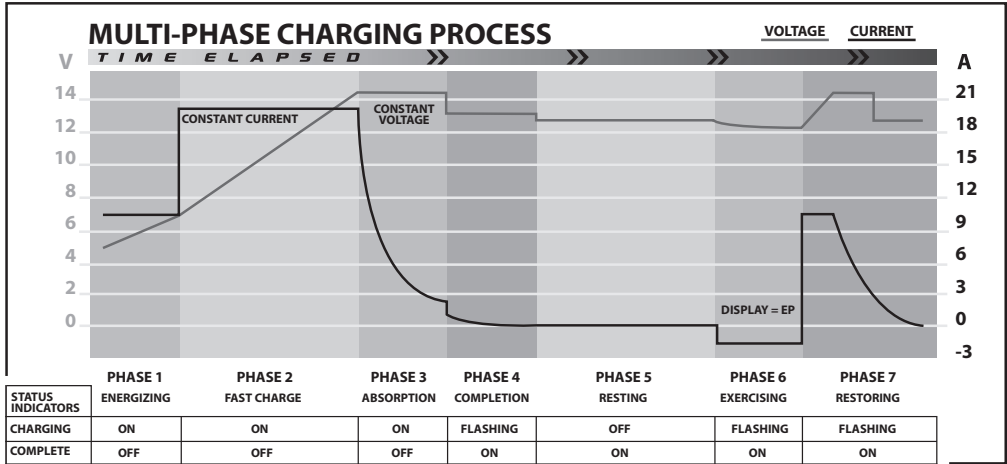 MULTI-PHASE CHARGING PROCESS
VOLTAGE CURRENT
V TIME ELAPSED A
14 21
12 18
10 15
8 12
6 9
4 6
2 3
0 0
-3
CONSTANT CURRENT
CONSTANT
VOLTAGE
DISPLAY = EP
PHASE 1 PHASE 2 PHASE 3 PHASE 4 PHASE 5 PHASE 6 PHASE 7
STATUS
INDICATORS
ENERGIZING FAST CHARGE ABSORPTION COMPLETION RESTING EXERCISING RESTORING
CHARGING ON ON ON FLASHING OFF FLASHING FLASHING
COMPLETE OFF OFF OFF ON ON ON ON